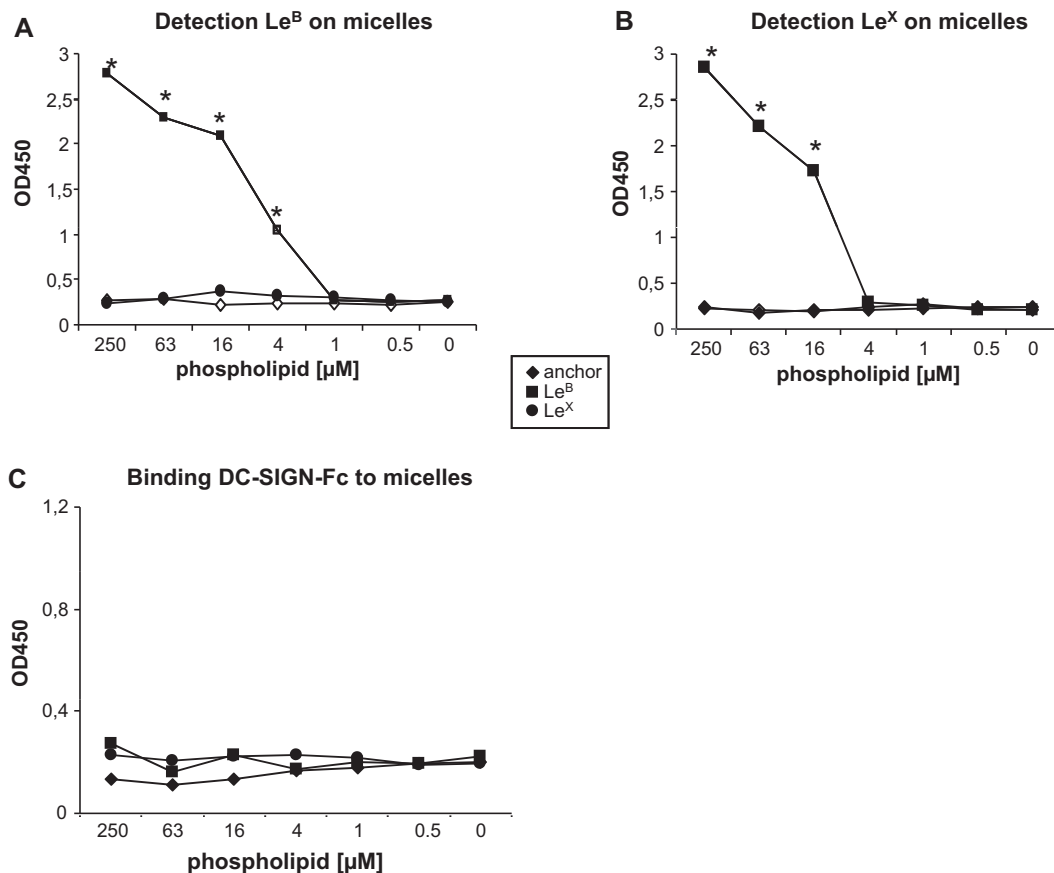 A
Detection Le^B on micelles
3
2,5
2
1,5
1
0,5
0
OD450
250 63 16 4 1 0.5 0
phospholipid [µM]
* * * *
B
Detection Le^X on micelles
3
2,5
2
1,5
1
0,5
0
OD450
250 63 16 4 1 0.5 0
phospholipid [µM]
* * *
anchor
Le^B
Le^X
C
Binding DC-SIGN-Fc to micelles
1,2
0,8
0,4
0
OD450
250 63 16 4 1 0.5 0
phospholipid [µM]